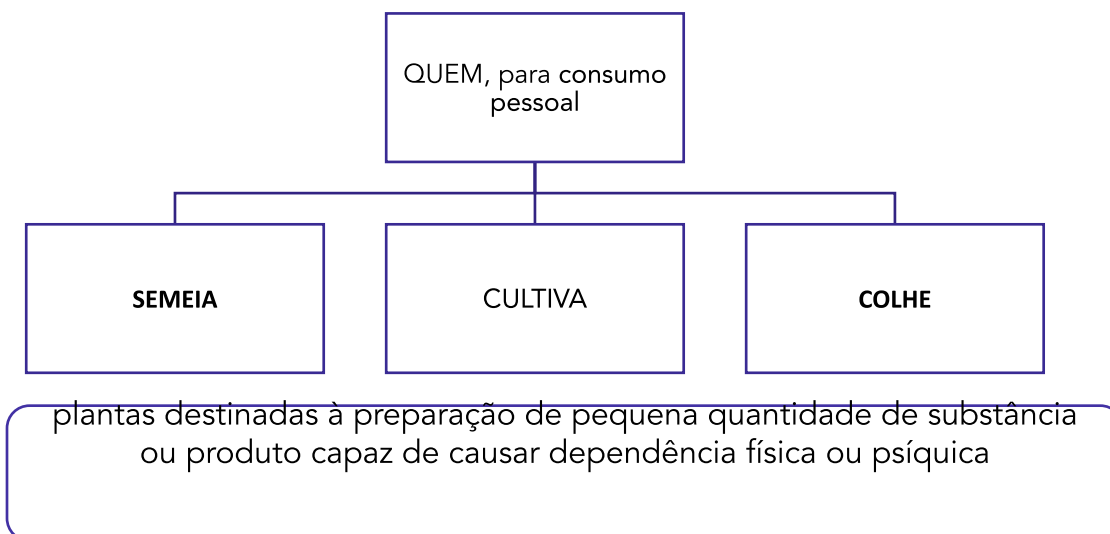 QUEM, para consumo
pessoal
SEMEIA
CULTIVA
COLHE
plantas destinadas à preparação de pequena quantidade de substância
ou produto capaz de causar dependência física ou psíquica